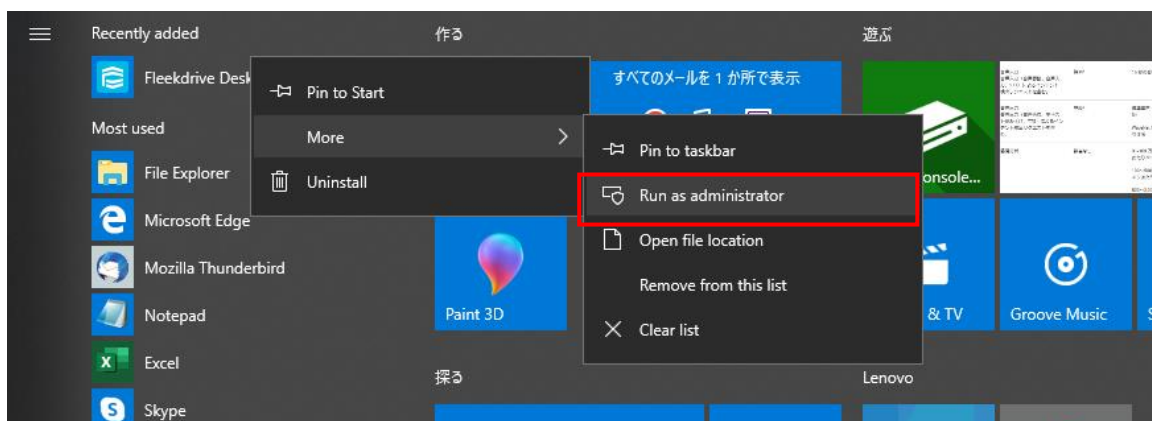 Recently added
作る
遊ぶ
Fleekdrive Desk
すべてのメールを 1 か所で表示
Pin to Start
Most used
More
Pin to taskbar
File Explorer
Uninstall
Run as administrator
onsole...
Microsoft Edge
Open file location
Mozilla Thunderbird
Remove from this list
Notepad
Paint 3D
Clear list
& TV
Groove Music
Excel
探る
Lenovo
Skype